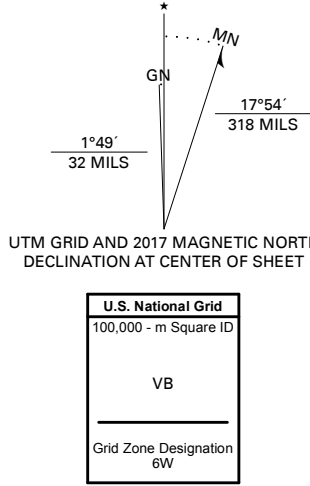 ★
MN
GN
1°49´
32 MILS
17°54´
318 MILS
UTM GRID AND 2017 MAGNETIC NORTH
DECLINATION AT CENTER OF SHEET
U.S. National Grid
100,000 - m Square ID
VB
Grid Zone Designation
6W